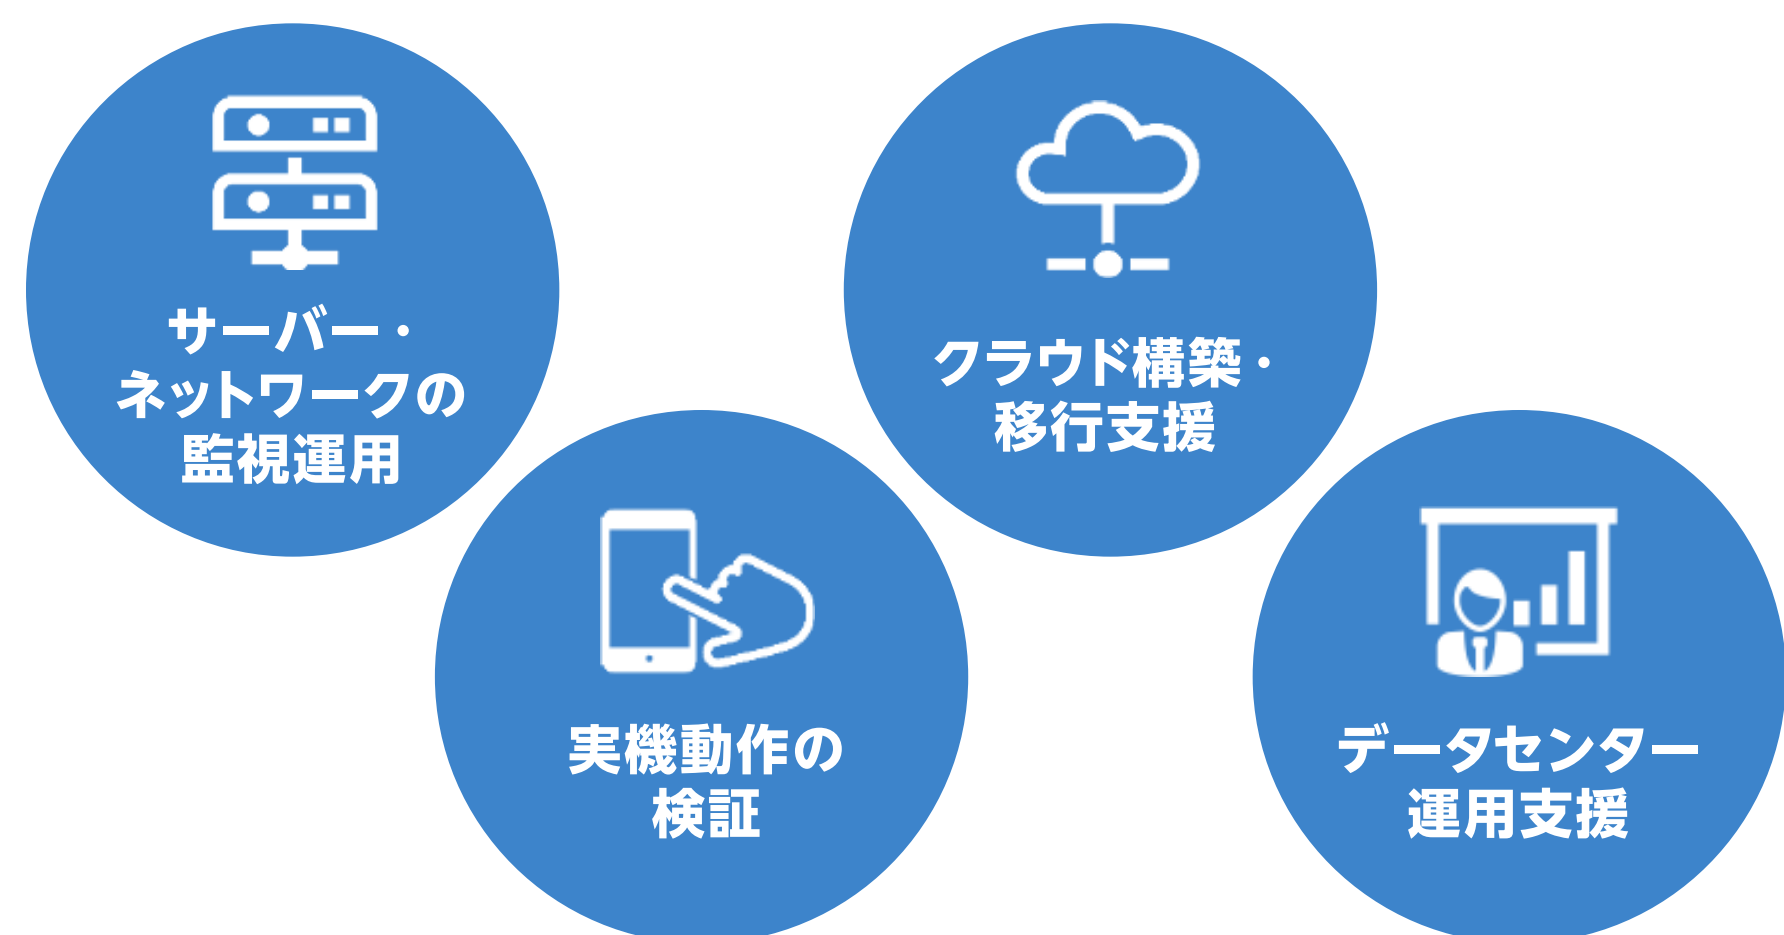 サーバー・
ネットワークの
監視運用
実機動作の
検証
クラウド構築・
移行支援
データセンター
運用支援